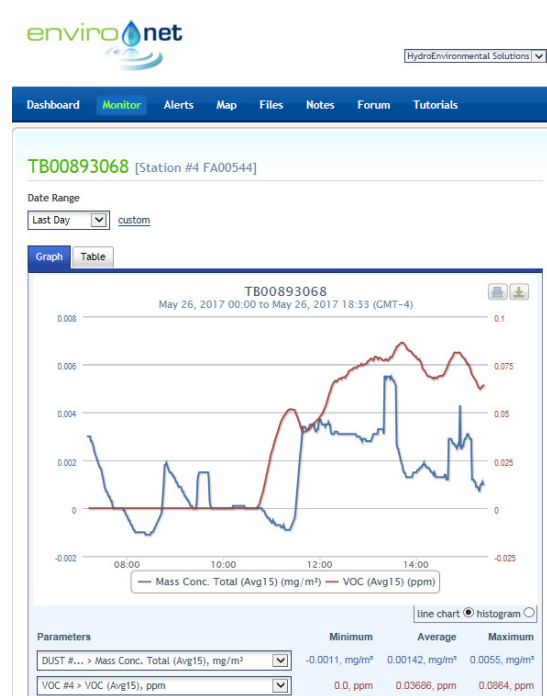 enviro net
HydroEnvironmental Solutions
Dashboard Monitor Alerts Map Files Notes Forum Tutorials
TB00893068 [Station #4 FA00544]
Date Range
Last Day custom
Graph Table
TB00893068
May 26, 2017 00:00 to May 26, 2017 18:33 (GMT-4)
0.008 0.1
0.006 0.075
0.004 0.05
0.002 0.025
0 0
-0.002 -0.025
08:00 10:00 12:00 14:00
Mass Conc. Total (Avg15) (mg/m³) VOC (Avg15) (ppm)
line chart histogram
Parameters Minimum Average Maximum
DUST #... > Mass Conc. Total (Avg15), mg/m³ -0.0011, mg/m³ 0.00142, mg/m³ 0.0055, mg/m³
VOC #4 > VOC (Avg15), ppm 0.0, ppm 0.03686, ppm 0.0864, ppm